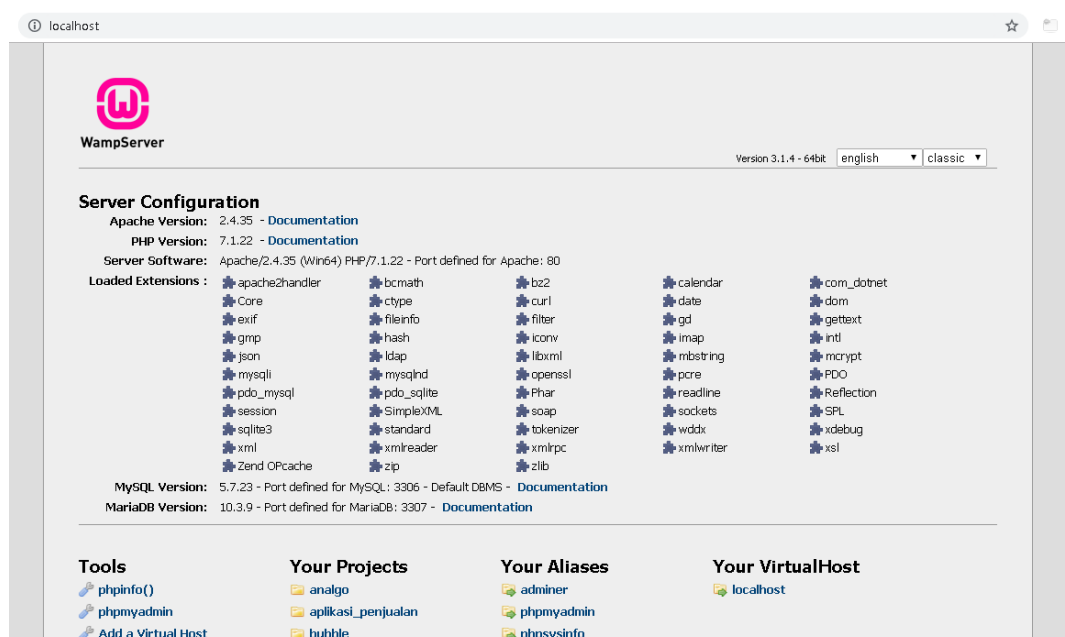 localhost
WampServer
Version 3.1.4 - 64bit english classic
Server Configuration
Apache Version: 2.4.35 - Documentation
PHP Version: 7.1.22 - Documentation
Server Software: Apache/2.4.35 (Win64) PHP/7.1.22 - Port defined for Apache: 80
Loaded Extensions : apache2handler bcmath bz2 calendar com_dotnet
Core ctype curl date dom
exif fileinfo filter gd gettext
gmp hash iconv imap intl
json ldap libxml mbstring mcrypt
mysqli mysqlnd openssl pcre PDO
pdo_mysql pdo_sqlite Phar readline Reflection
session SimpleXML soap sockets SPL
sqlite3 standard tokenizer wddx xdebug
xml xmlreader xmlrpc xmlwriter xsl
Zend OPcache zip zlib
MySQL Version: 5.7.23 - Port defined for MySQL: 3306 - Default DBMS - Documentation
MariaDB Version: 10.3.9 - Port defined for MariaDB: 3307 - Documentation
Tools Your Projects Your Aliases Your VirtualHost
phpinfo() analgo adminer localhost
phpmyadmin aplikasi_penjualan phpmyadmin
Add a Virtual Host hubble phpsysinfo